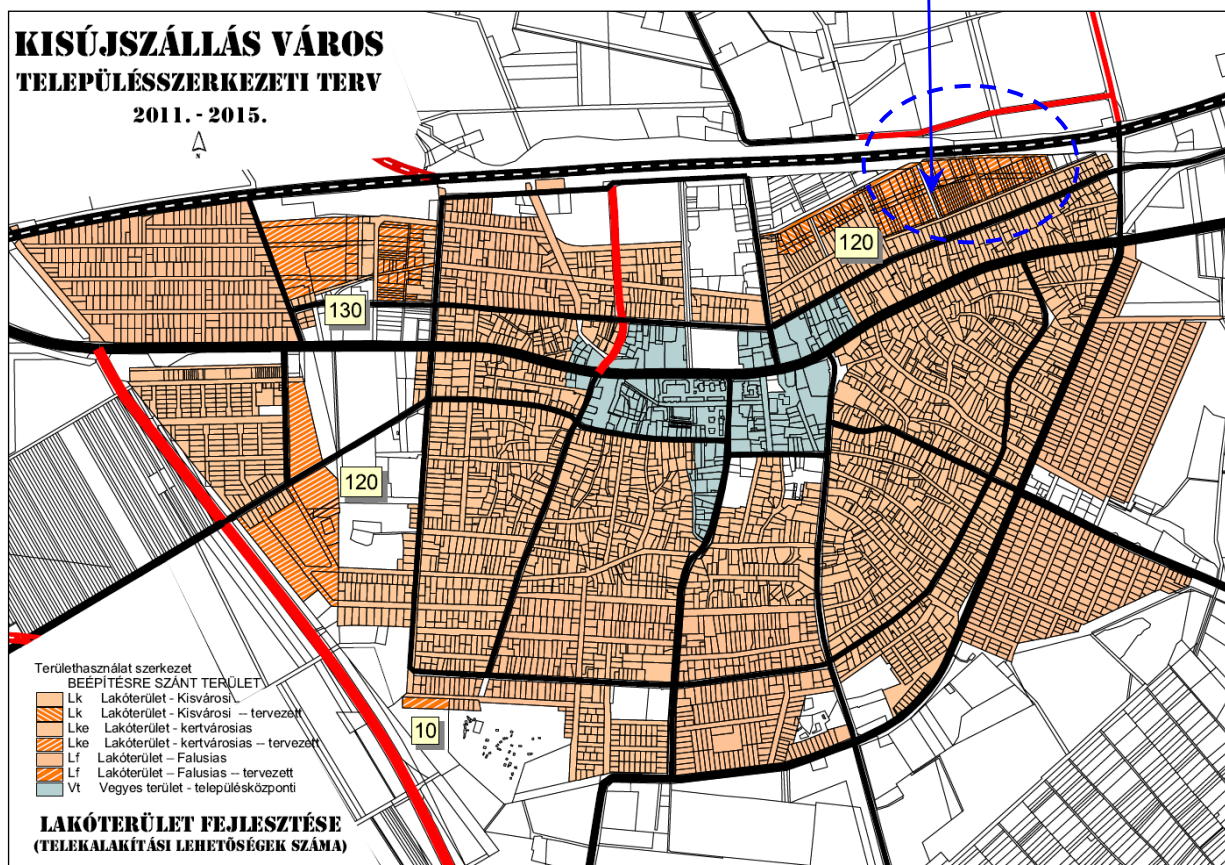 KISÚJSZÁLLÁS VÁROS
TELEPÜLÉSSZERKEZETI TERV
2011. - 2015.
N
120
130
120
10
Területhasználat szerkezet
BEÉPÍTÉSRE SZÁNT TERÜLET
Lk Lakóterület - Kisvárosi
Lk Lakóterület - Kisvárosi -- tervezett
Lke Lakóterület - kertvárosias
Lke Lakóterület - kertvárosias -- tervezett
Lf Lakóterület – Falusias
Lf Lakóterület – Falusias -- tervezett
Vt Vegyes terület - településközponti
LAKÓTERÜLET FEJLESZTÉSE
(TELEKALAKÍTÁSI LEHETŐSÉGEK SZÁMA)